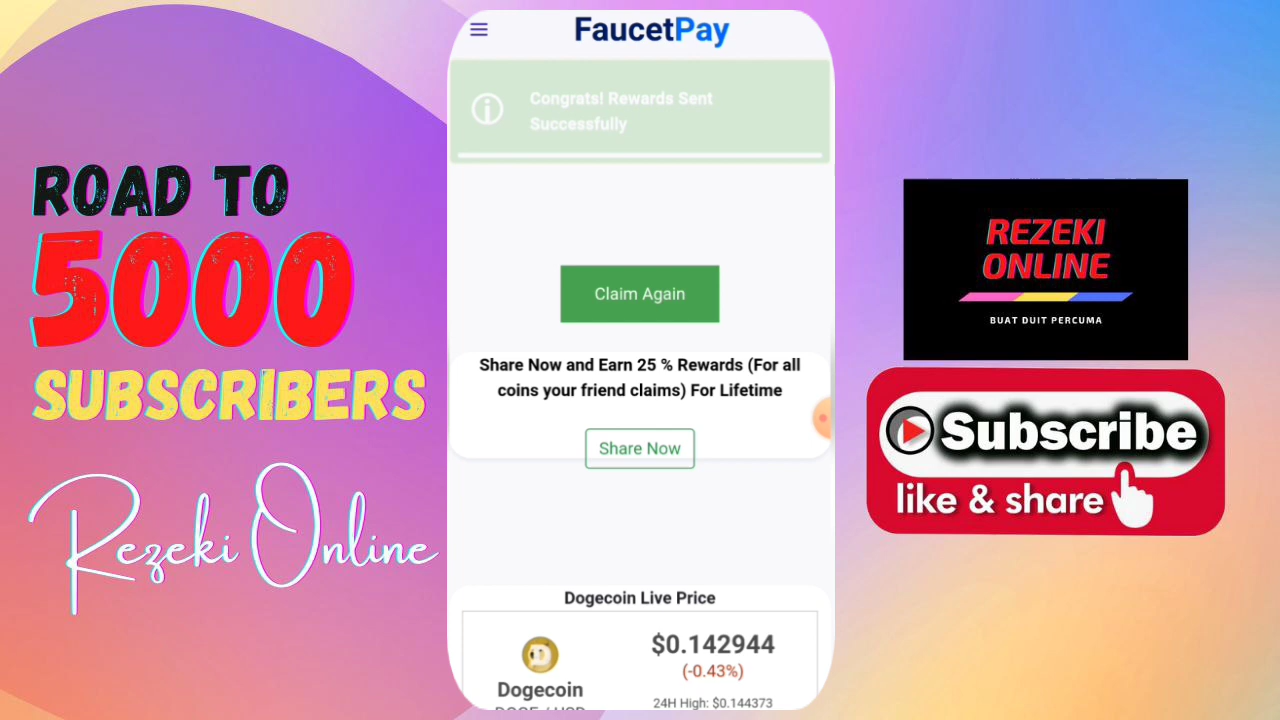 ROAD TO
5000
SUBSCRIBERS
Rezeki Online
FaucetPay
Congrats! Rewards Sent
Successfully
Claim Again
Share Now and Earn 25 % Rewards (For all
coins your friend claims) For Lifetime
Share Now
Dogecoin Live Price
$0.142944
(-0.43%)
Dogecoin
24H High: $0.144373
REZEKI
ONLINE
BUAT DUIT PERCUMA
Subscribe
like & share